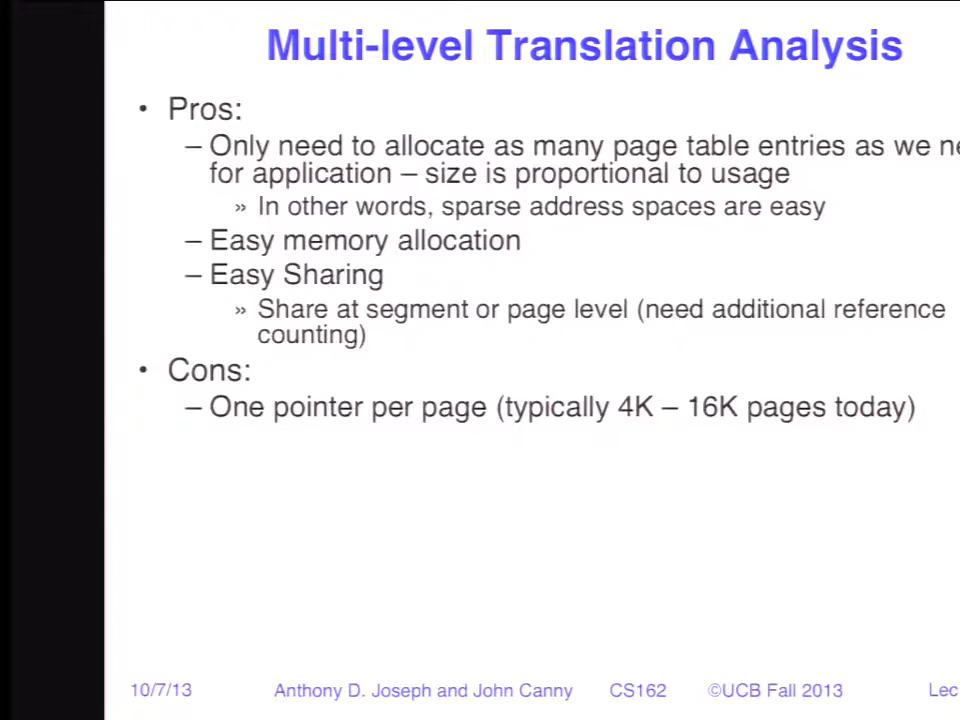 Multi-level Translation Analysis
• Pros:
– Only need to allocate as many page table entries as we
for application – size is proportional to usage
» In other words, sparse address spaces are easy
– Easy memory allocation
– Easy Sharing
» Share at segment or page level (need additional reference
counting)
• Cons:
– One pointer per page (typically 4K – 16K pages today)
10/7/13 Anthony D. Joseph and John Canny CS162 ©UCB Fall 2013 Lec